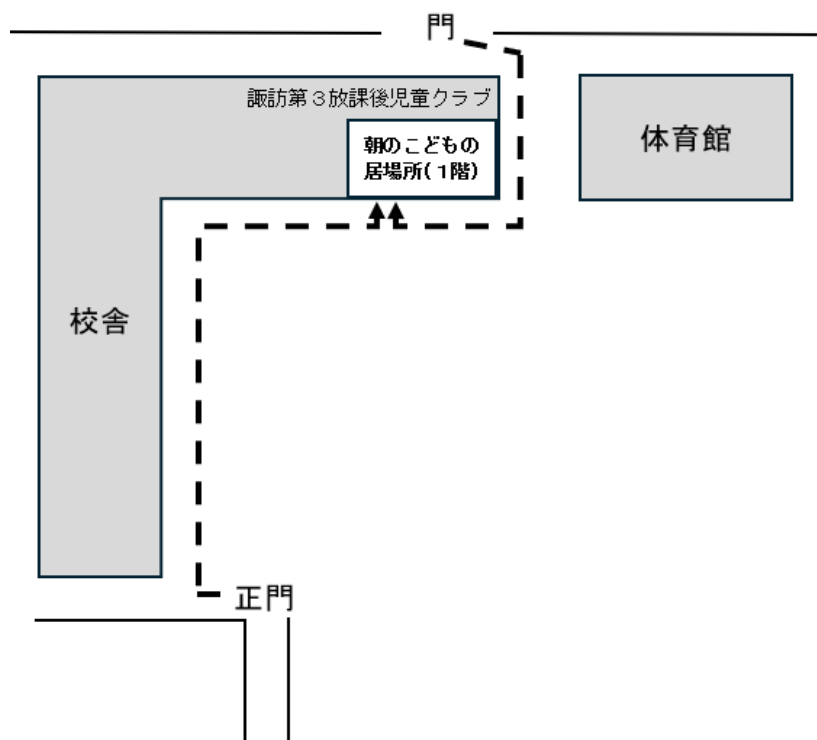 門
諏訪第３放課後児童クラブ
朝のこどもの
居場所(１階)
体育館
校舎
正門